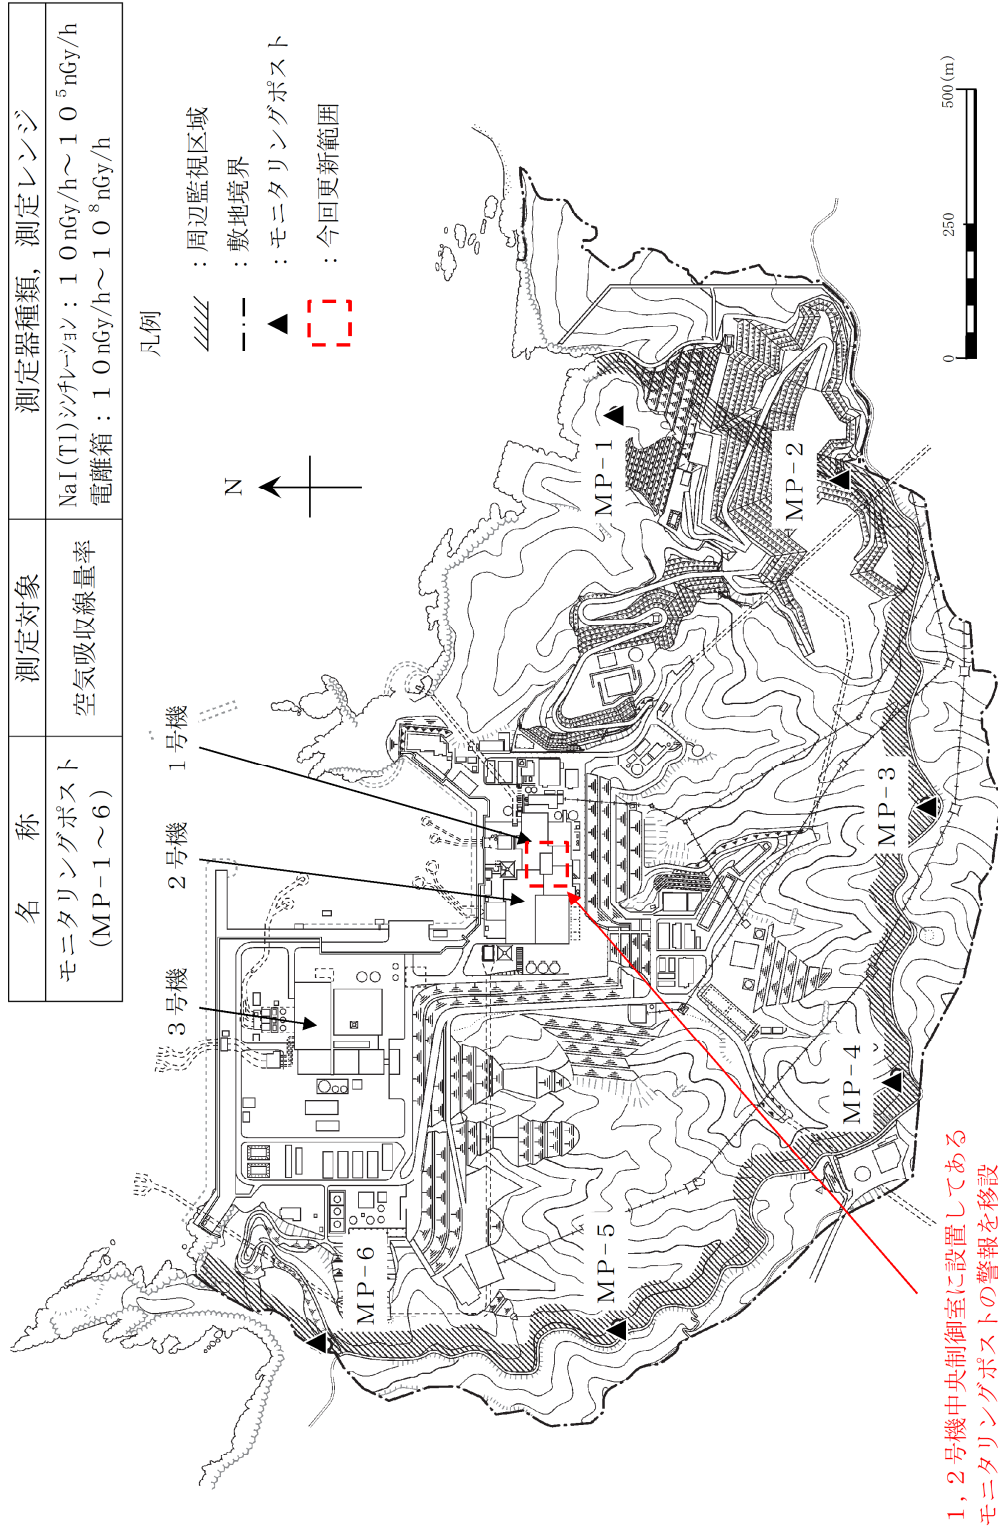 名　　称
測定対象
測定器種類，測定レンジ
モニタリングポスト
(MP-1～6)
空気吸収線量率
NaI(Tl)シンチレーション：10nGy/h～10⁵nGy/h
電離箱：10nGy/h～10⁸nGy/h
凡例
：周辺監視区域
：敷地境界
：モニタリングポスト
：今回更新範囲
N
3号機
2号機
1号機
MP-6
MP-5
MP-4
MP-3
MP-2
MP-1
0
250
500(m)
1，2号機中央制御室に設置してある
モニタリングポストの警報を移設